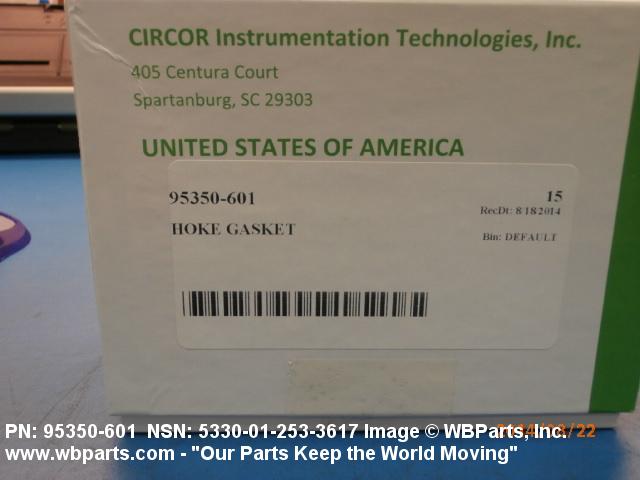 CIRCOR Instrumentation Technologies, Inc.
405 Centura Court
Spartanburg, SC 29303
UNITED STATES OF AMERICA
95350-601 15
RecDt: 8/18/2014
HOKE GASKET
Bin: DEFAULT
PN: 95350-601 NSN: 5330-01-253-3617 Image © WBParts, Inc.
www.wbparts.com - "Our Parts Keep the World Moving"